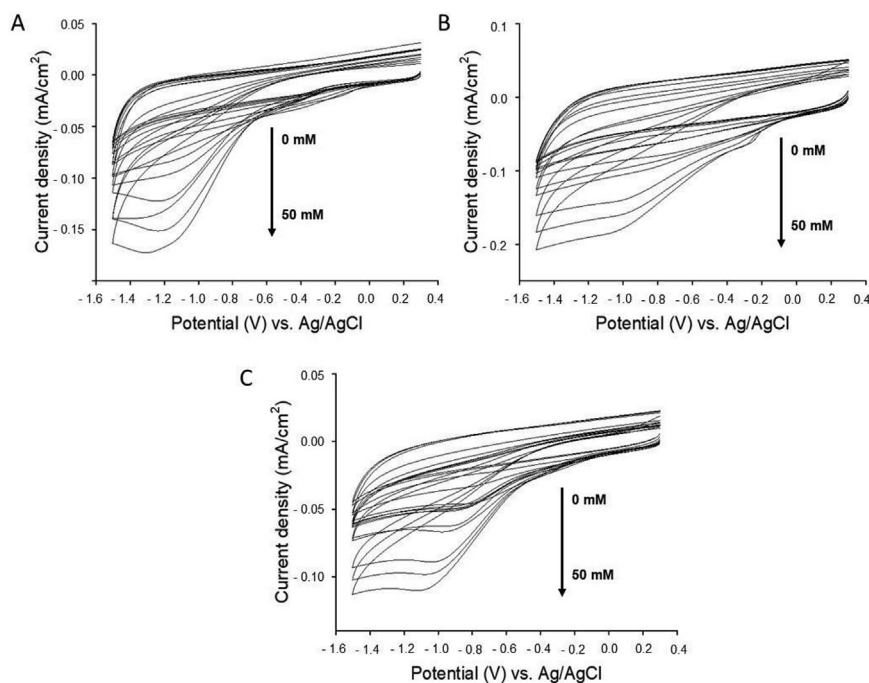 A
0.05
0.00
- 0.05
- 0.10
- 0.15
Current density (mA/cm²)
0 mM
50 mM
- 1.6 - 1.4 - 1.2 - 1.0 - 0.8 - 0.6 - 0.4 - 0.2 0.0 0.2 0.4
Potential (V) vs. Ag/AgCl
B
0.1
0.0
0.1
- 0.2
Current density (mA/cm²)
0 mM
50 mM
- 1.6 - 1.4 - 1.2 - 1.0 - 0.8 - 0.6 - 0.4 - 0.2 0.0 0.2 0.4
Potential (V) vs. Ag/AgCl
C
0.05
0.00
- 0.05
- 0.10
Current density (mA/cm²)
0 mM
50 mM
- 1.6 - 1.4 - 1.2 - 1.0 - 0.8 - 0.6 - 0.4 - 0.2 0.0 0.2 0.4
Potential (V) vs. Ag/AgCl